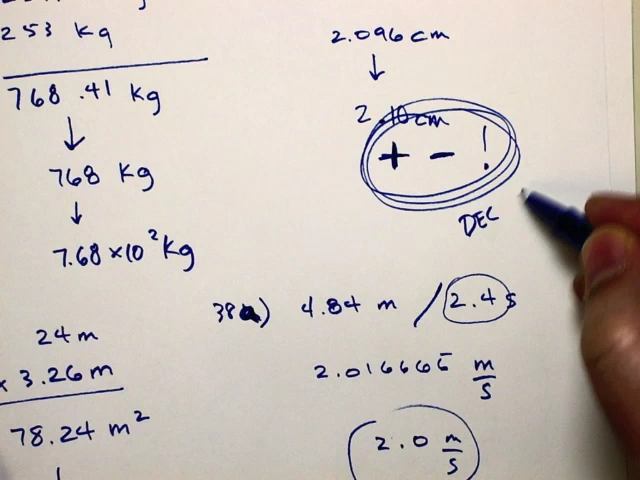 253 kg
768.41 kg
↓
768 kg
↓
7.68 × 10² kg
24 m
× 3.26 m
78.24 m²
2.096 cm
↓
2.10 cm
+ - !
DEC
38a) 4.84 m / 2.4 s
2.016666 m/s
2.0 m/s